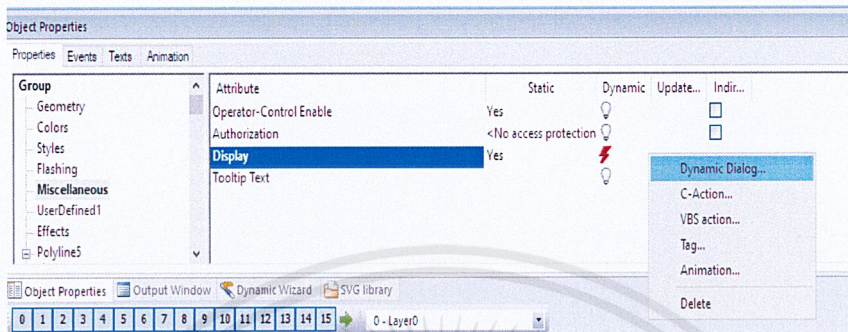 Object Properties
Properties Events Texts Animation
Group
Geometry
Colors
Styles
Flashing
Miscellaneous
UserDefined1
Effects
Polyline5
Attribute Static Dynamic Update... Indir...
Operator-Control Enable Yes
Authorization <No access protection
Display Yes
Tooltip Text
Dynamic Dialog...
C-Action...
VBS action...
Tag...
Animation...
Delete
Object Properties Output Window Dynamic Wizard SVG library
0 1 2 3 4 5 6 7 8 9 10 11 12 13 14 15 0 - Layer0